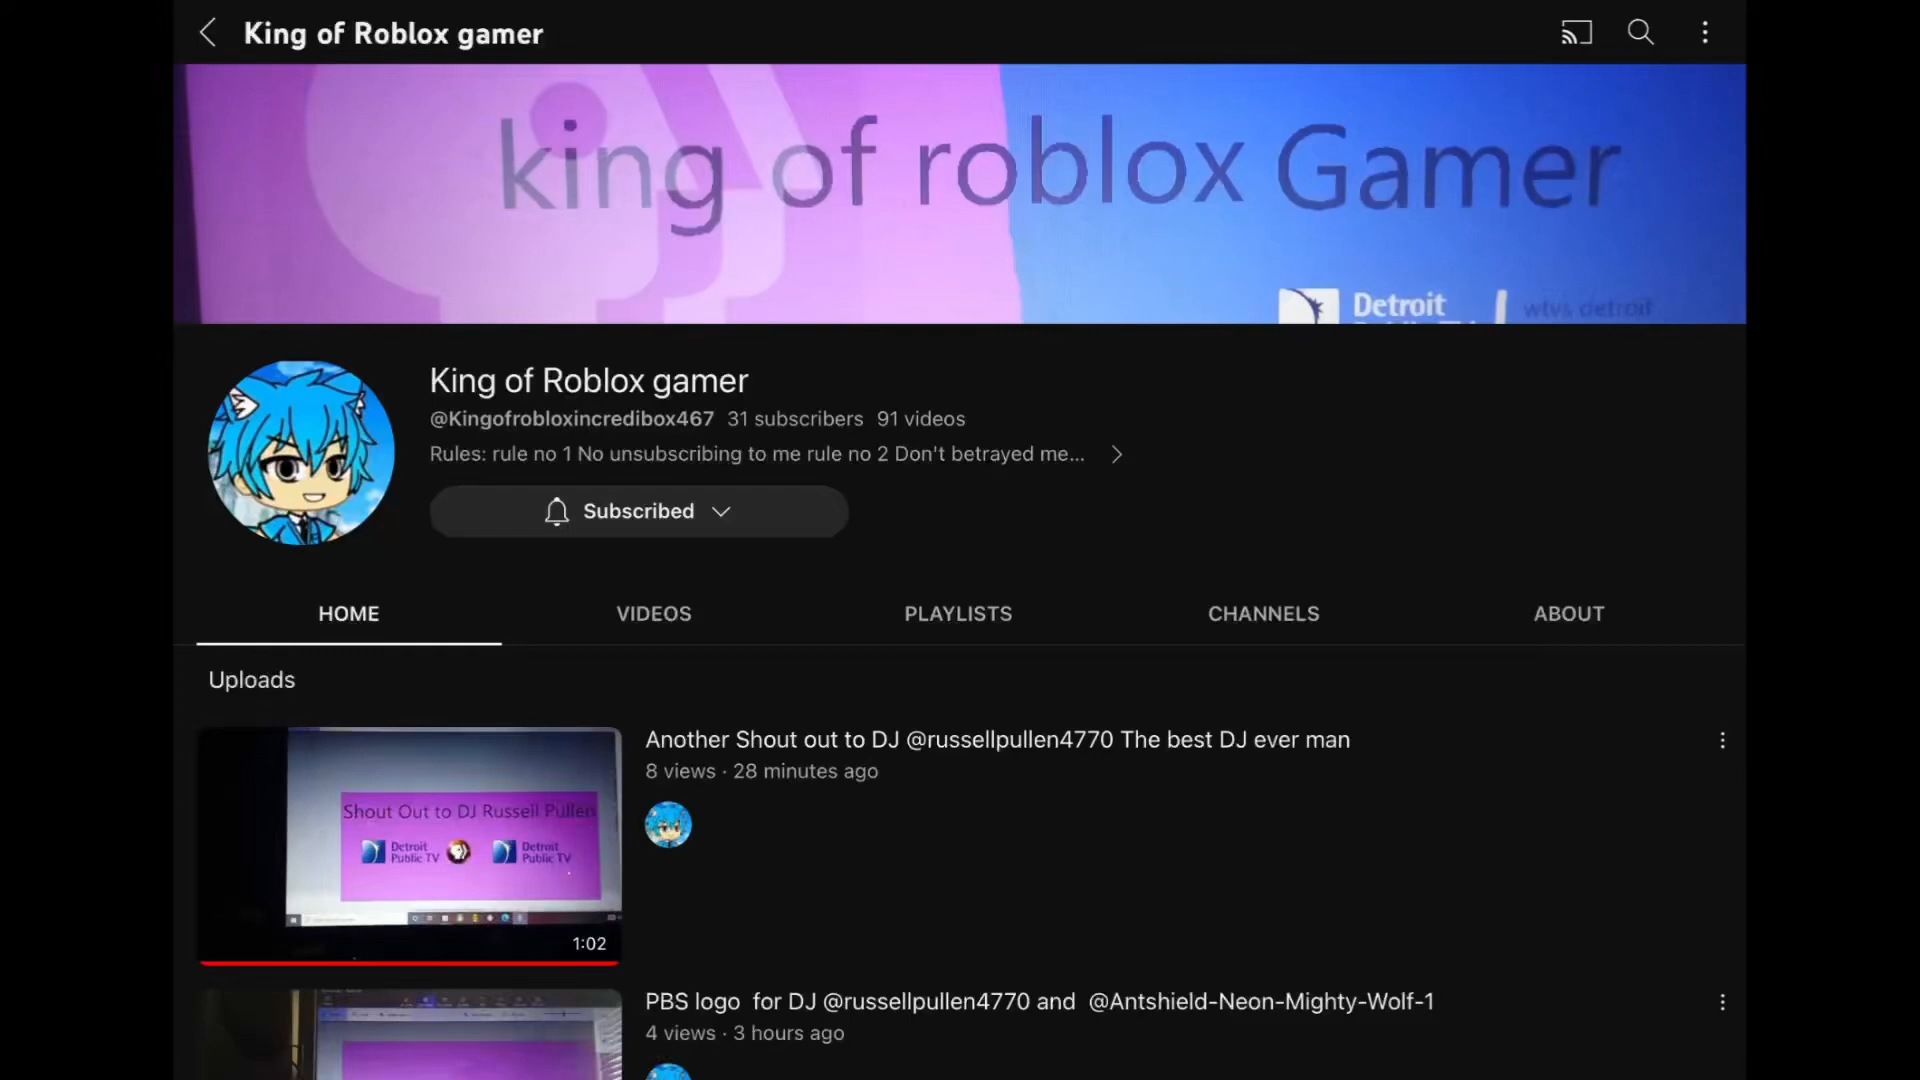 King of Roblox gamer
king of roblox Gamer
Detroit
wtvs detroit
King of Roblox gamer
@Kingofrobloxincredibox467 31 subscribers 91 videos
Rules: rule no 1 No unsubscribing to me rule no 2 Don't betrayed me...
Subscribed
HOME VIDEOS PLAYLISTS CHANNELS ABOUT
Uploads
Another Shout out to DJ @russellpullen4770 The best DJ ever man
8 views · 28 minutes ago
Shout Out to DJ Russell Pullen
Detroit Public TV
Detroit Public TV
1:02
PBS logo for DJ @russellpullen4770 and @Antshield-Neon-Mighty-Wolf-1
4 views · 3 hours ago